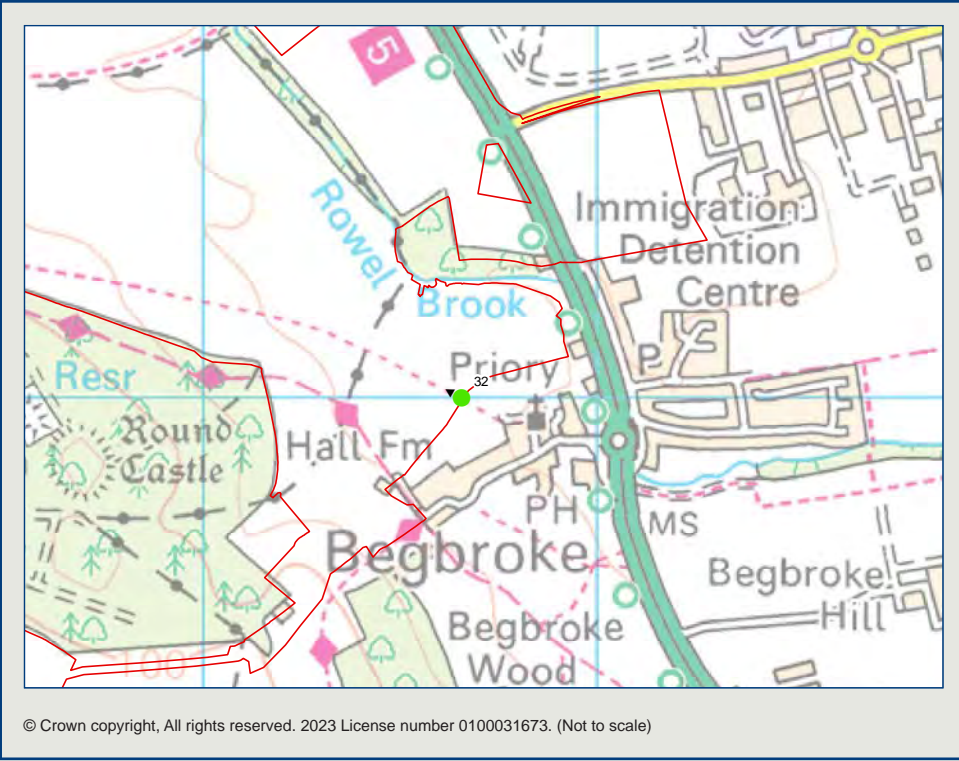 5
Rowel
Brook
Immigration
Detention
Centre
Priory
32
P
Resr
Round
Castle
Hall Fm
PH
MS
Begbroke
Begbroke
Hill
Begbroke
Wood
100
© Crown copyright, All rights reserved. 2023 License number 0100031673. (Not to scale)